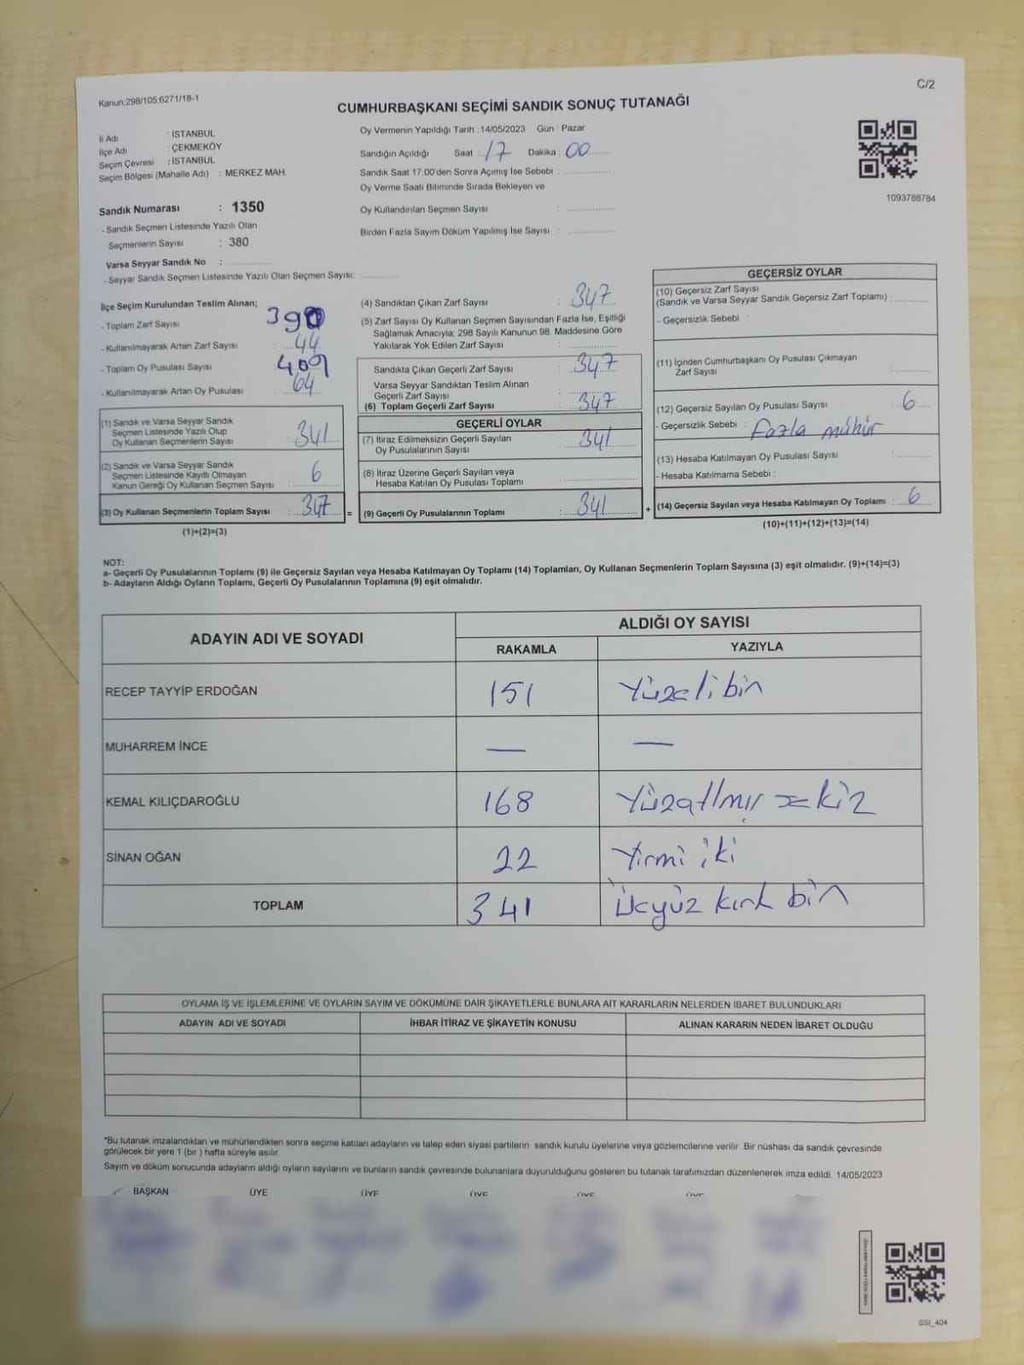 C/2
Kanun;298/105;6271/18-1
CUMHURBAŞKANI SEÇİMİ SANDIK SONUÇ TUTANAĞI
İl Adı : İSTANBUL
İlçe Adı : ÇEKMEKÖY
Seçim Çevresi : İSTANBUL
Seçim Bölgesi (Mahalle Adı) : MERKEZ MAH.
Sandık Numarası : 1350
- Sandık Seçmen Listesinde Yazılı Olan
Seçmenlerin Sayısı : 380
Varsa Seyyar Sandık No :
- Seyyar Sandık Seçmen Listesinde Yazılı Olan Seçmen Sayısı:
Oy Vermenin Yapıldığı Tarih :14/05/2023 Gün : Pazar
Sandığın Açıldığı Saat : 17 Dakika : 00
Sandık Saat 17.00'den Sonra Açımış İse Sebebi :
Oy Verme Saati Bitiminde Sırada Bekleyen ve
Oy Kullandırılan Seçmen Sayısı :
Birden Fazla Sayım Döküm Yapılmış İse Sayısı :
1093788784
İlçe Seçim Kurulundan Teslim Alınan;
- Toplam Zarf Sayısı : 390
- Kullanılmayarak Artan Zarf Sayısı : 44
- Toplam Oy Pusulası Sayısı : 409
- Kullanılmayarak Artan Oy Pusulası : 64
(1) Sandık ve Varsa Seyyar Sandık
Seçmen Listesinde Yazılı Olup
Oy Kullanan Seçmenlerin Sayısı : 341
(2) Sandık ve Varsa Seyyar Sandık
Seçmen Listesinde Kayıtlı Olmayan
Kanun Gereği Oy Kullanan Seçmen Sayısı : 6
(3) Oy Kullanan Seçmenlerin Toplam Sayısı : 347 =
(1)+(2)=(3)
(4) Sandıktan Çıkan Zarf Sayısı : 347
(5) Zarf Sayısı Oy Kullanan Seçmen Sayısından Fazla İse, Eşitliği
Sağlamak Amacıyla, 298 Sayılı Kanunun 98. Maddesine Göre
Yakılarak Yok Edilen Zarf Sayısı :
Sandıkta Çıkan Geçerli Zarf Sayısı : 347
Varsa Seyyar Sandıktan Teslim Alınan
Geçerli Zarf Sayısı :
(6) Toplam Geçerli Zarf Sayısı : 347
GEÇERLİ OYLAR
(7) İtiraz Edilmeksizin Geçerli Sayılan
Oy Pusulalarının Sayısı : 341
(8) İtiraz Üzerine Geçerli Sayılan veya
Hesaba Katılan Oy Pusulası Toplamı :
(9) Geçerli Oy Pusulalarının Toplamı : 341 +
GEÇERSİZ OYLAR
(10) Geçersiz Zarf Sayısı
(Sandık ve Varsa Seyyar Sandık Geçersiz Zarf Toplamı) :
- Geçersizlik Sebebi :
(11) İçinden Cumhurbaşkanı Oy Pusulası Çıkmayan
Zarf Sayısı :
(12) Geçersiz Sayılan Oy Pusulası Sayısı : 6
- Geçersizlik Sebebi : Fazla mühür
(13) Hesaba Katılmayan Oy Pusulası Sayısı :
- Hesaba Katılmama Sebebi :
(14) Geçersiz Sayılan veya Hesaba Katılmayan Oy Toplamı : 6
(10)+(11)+(12)+(13)=(14)
NOT:
a- Geçerli Oy Pusulalarının Toplamı (9) ile Geçersiz Sayılan veya Hesaba Katılmayan Oy Toplamı (14) Toplamları, Oy Kullanan Seçmenlerin Toplam Sayısına (3) eşit olmalıdır. (9)+(14)=(3)
b- Adayların Aldığı Oyların Toplamı, Geçerli Oy Pusulalarının Toplamına (9) eşit olmalıdır.
ADAYIN ADI VE SOYADI ALDIĞI OY SAYISI
RAKAMLA YAZIYLA
RECEP TAYYİP ERDOĞAN 151 Yüzelibin
MUHARREM İNCE — —
KEMAL KILIÇDAROĞLU 168 Yüzatlmış sekiz
SİNAN OĞAN 22 Yirmi iki
TOPLAM 341 Üçyüz kırk bin
OYLAMA İŞ VE İŞLEMLERİNE VE OYLARIN SAYIM VE DÖKÜMÜNE DAİR ŞİKAYETLERLE BUNLARA AİT KARARLARIN NELERDEN İBARET BULUNDUKLARI
ADAYIN ADI VE SOYADI İHBAR İTİRAZ VE ŞİKAYETİN KONUSU ALINAN KARARIN NEDEN İBARET OLDUĞU
*Bu tutanak imzalandıktan ve mühürlendikten sonra seçime katılan adayların ve talep eden siyasi partilerin sandık kurulu üyelerine veya gözlemcilerine verilir. Bir nüshası da sandık çevresinde
görülecek bir yere 1 (bir ) hafta süreyle asılır.
Sayım ve döküm sonucunda adayların aldığı oyların sayılarını ve bunların sandık çevresinde bulunanlara duyurulduğunu gösteren bu tutanak tarafımızdan düzenlenerek imza edildi. 14/05/2023
BAŞKAN ÜYE ÜYE ÜYE ÜYE ÜYE
SSI_404